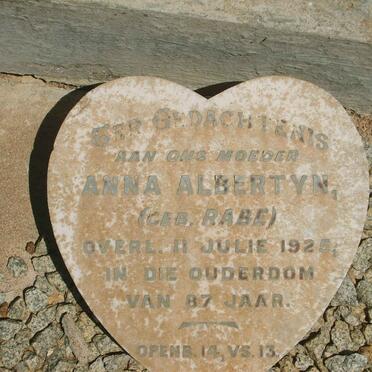 TER GEDACHTENIS
AAN ONS MOEDER
ANNA ALBERTYN,
(GEB. RABE)
OVERL. 11 JULIE 1925,
IN DIE OUDERDOM
VAN 87 JAAR.
OPENB. 14, VS. 13.